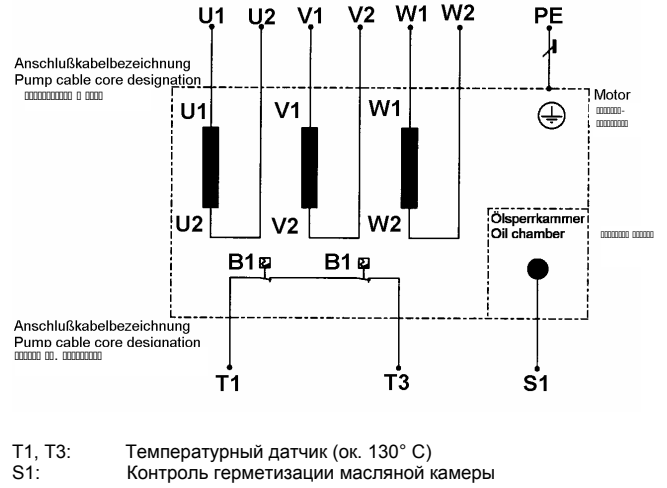 U1 U2 V1 V2 W1 W2 PE
Anschlußkabelbezeichnung
Pump cable core designation
Motor
U1 V1 W1
U2 V2 W2
Ölsperrkammer
Oil chamber
B1 B1
Anschlußkabelbezeichnung
Pump cable core designation
T1 T3 S1
T1, T3: Температурный датчик (ок. 130° C)
S1: Контроль герметизации масляной камеры